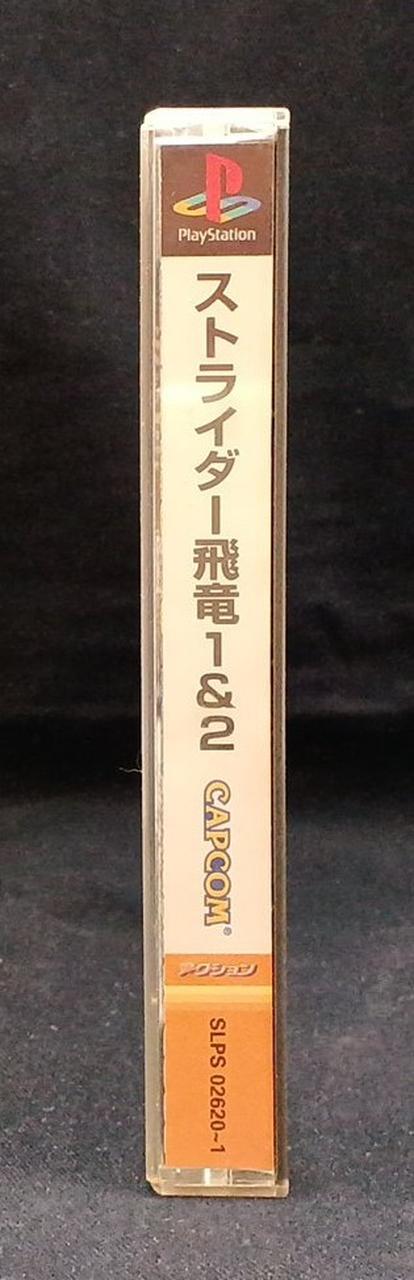 PlayStation
ストライダー飛竜1&2
CAPCOM®
アクション
SLPS 02620~1